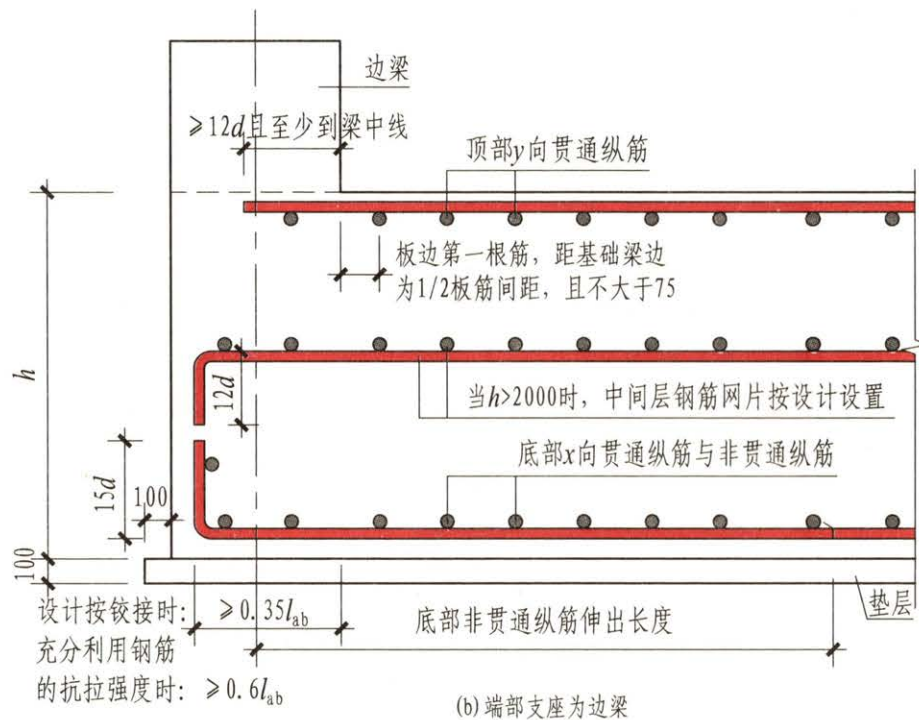 边梁
≥12d且至少到梁中线
顶部y向贯通纵筋
板边第一根筋，距基础梁边
为1/2板筋间距，且不大于75
h
12d
当h>2000时，中间层钢筋网片按设计设置
底部x向贯通纵筋与非贯通纵筋
15d
100
100
垫层
设计按铰接时：
≥0.35lab
充分利用钢筋
的抗拉强度时：
≥0.6lab
底部非贯通纵筋伸出长度
(b) 端部支座为边梁